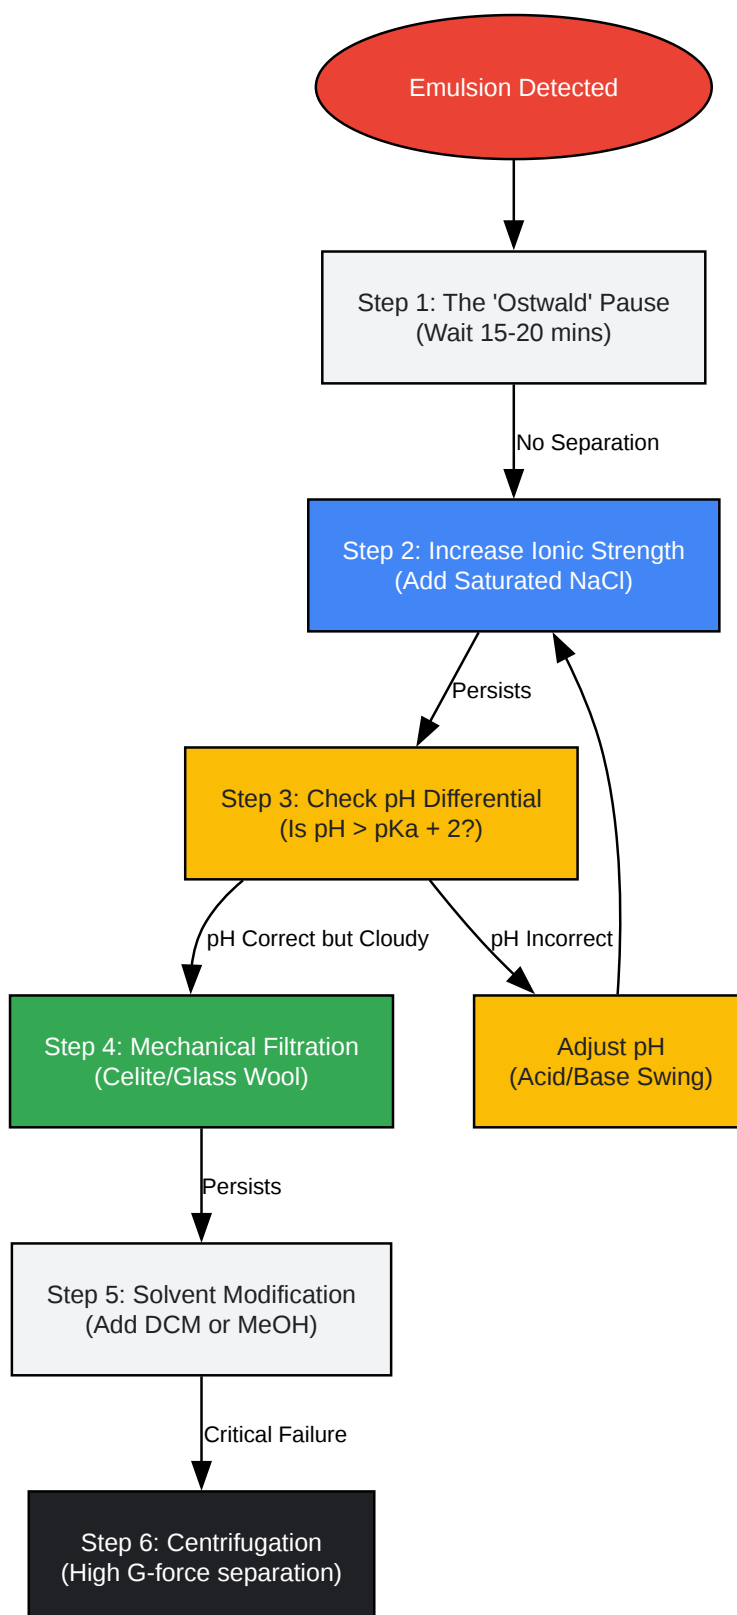 Emulsion Detected
Step 1: The 'Ostwald' Pause
(Wait 15-20 mins)
No Separation
Step 2: Increase Ionic Strength
(Add Saturated NaCl)
Persists
Step 3: Check pH Differential
(Is pH > pKa + 2?)
pH Correct but Cloudy
pH Incorrect
Step 4: Mechanical Filtration
(Celite/Glass Wool)
Adjust pH
(Acid/Base Swing)
Persists
Step 5: Solvent Modification
(Add DCM or MeOH)
Critical Failure
Step 6: Centrifugation
(High G-force separation)